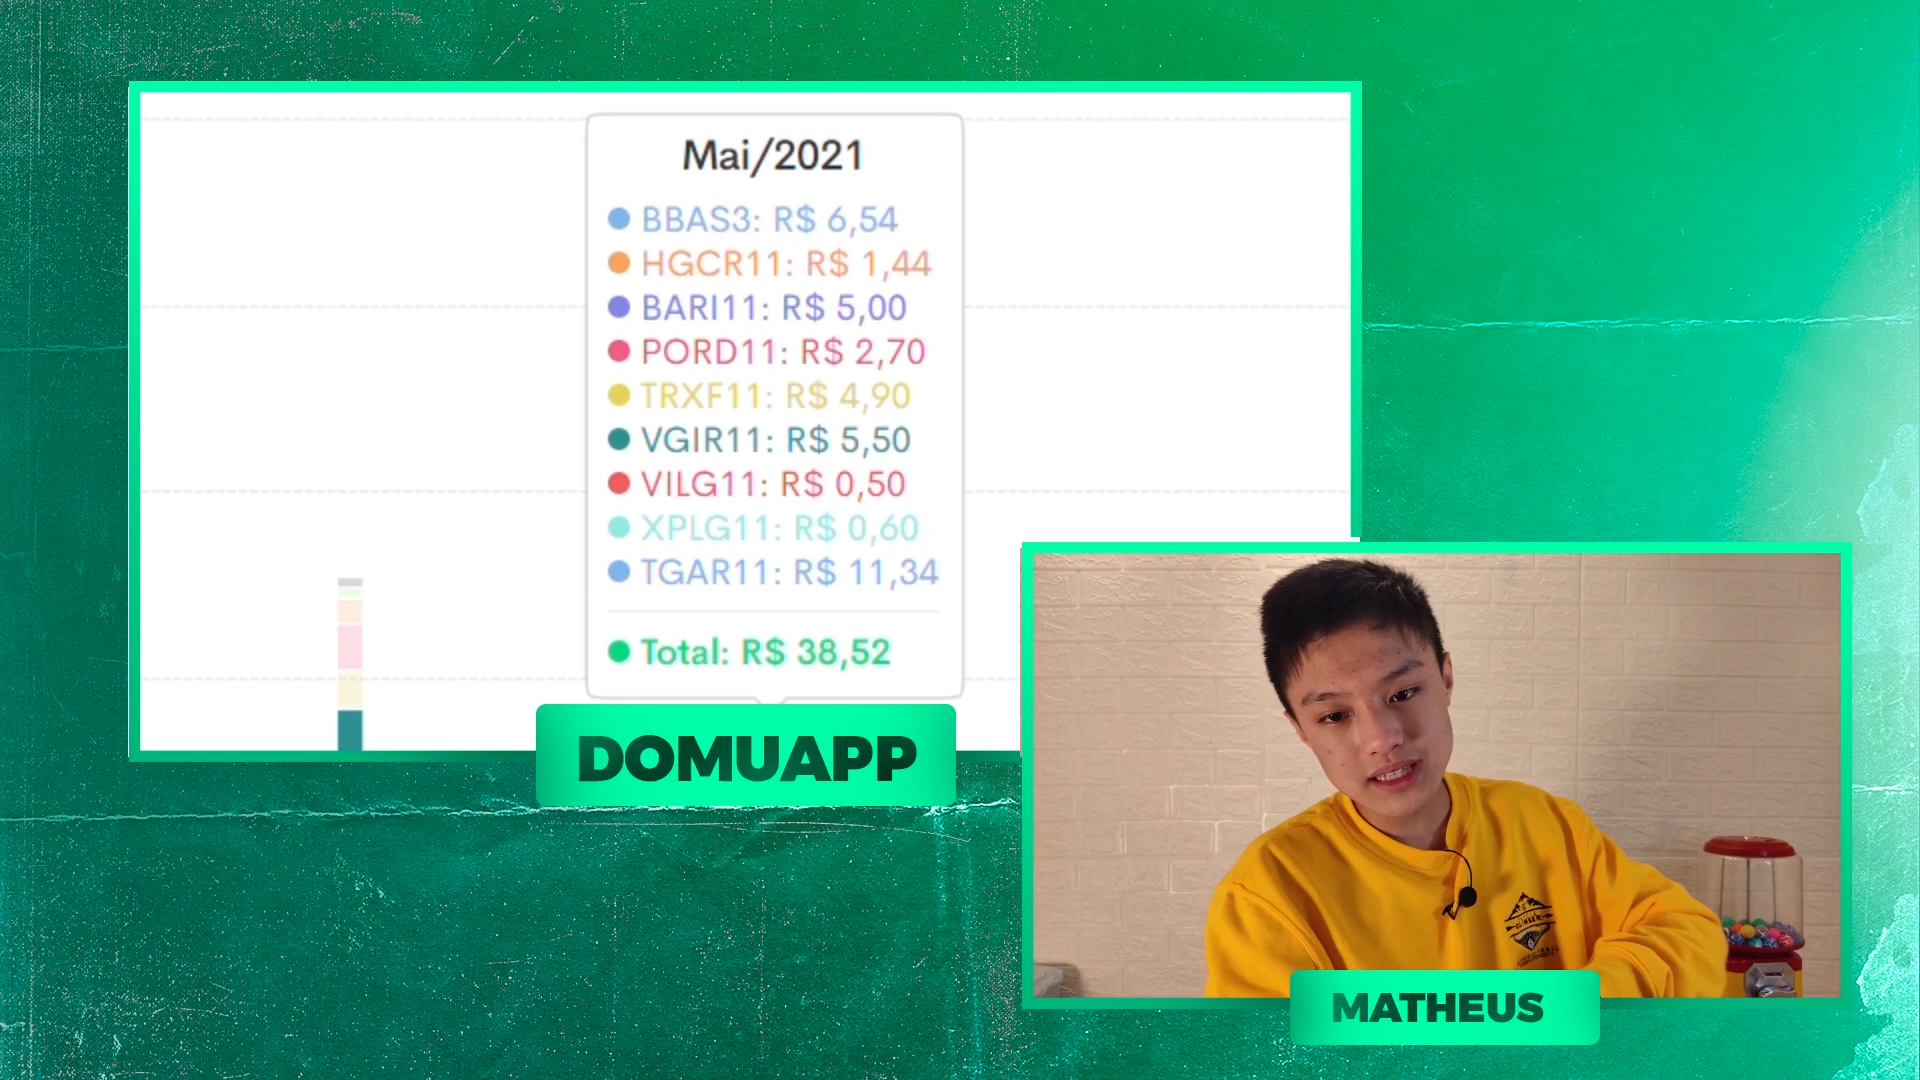 Mai/2021
BBAS3: R$ 6,54
HGCR11: R$ 1,44
BARI11: R$ 5,00
PORD11: R$ 2,70
TRXF11: R$ 4,90
VGIR11: R$ 5,50
VILG11: R$ 0,50
XPLG11: R$ 0,60
TGAR11: R$ 11,34
Total: R$ 38,52
DOMUAPP
MATHEUS